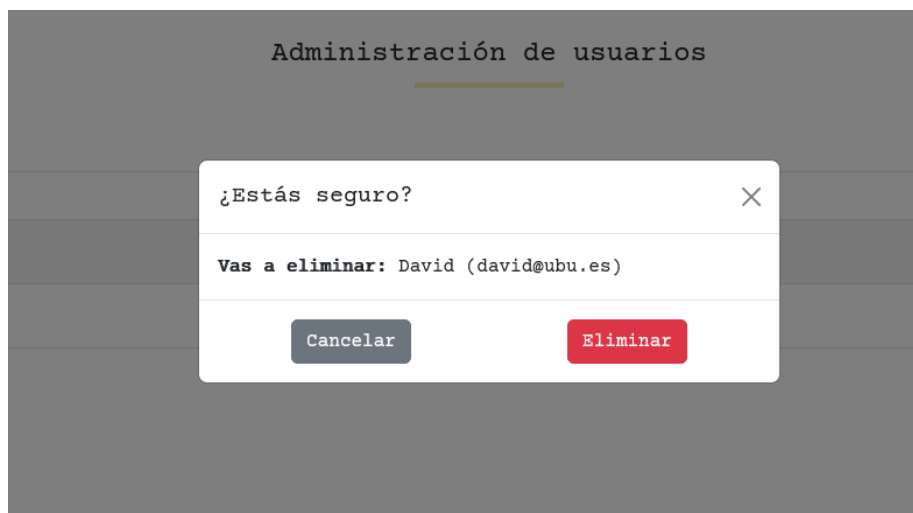 Administración de usuarios
¿Estás seguro?
Vas a eliminar: David (david@ubu.es)
Cancelar Eliminar